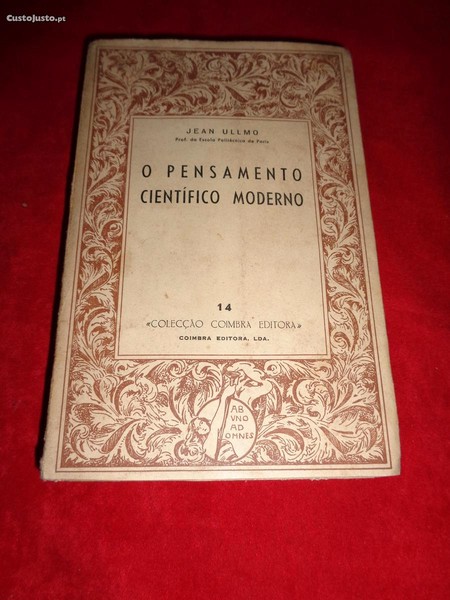 CustoJusto.pt
JEAN ULLMO
Prof. da Escola Politécnica de Paris
O PENSAMENTO
CIENTÍFICO MODERNO
14
«COLECÇÃO COIMBRA EDITORA»
COIMBRA EDITORA, LDA.
AB
VNO
AD
OMNES